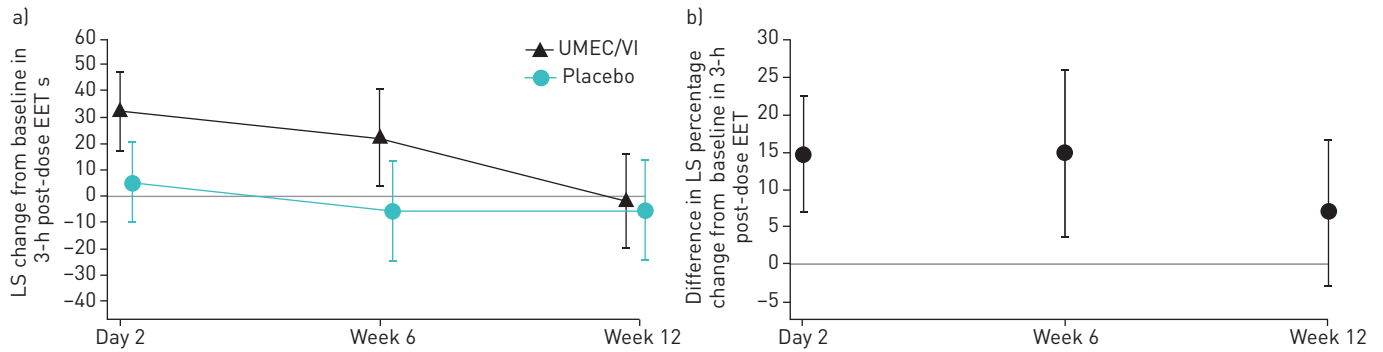 a)
LS change from baseline in
3-h post-dose EET s
60
50
40
30
20
10
0
−10
−20
−30
−40
UMEC/VI
Placebo
Day 2
Week 6
Week 12
b)
Difference in LS percentage
change from baseline in 3-h
post-dose EET
30
25
20
15
10
5
0
−5
Day 2
Week 6
Week 12